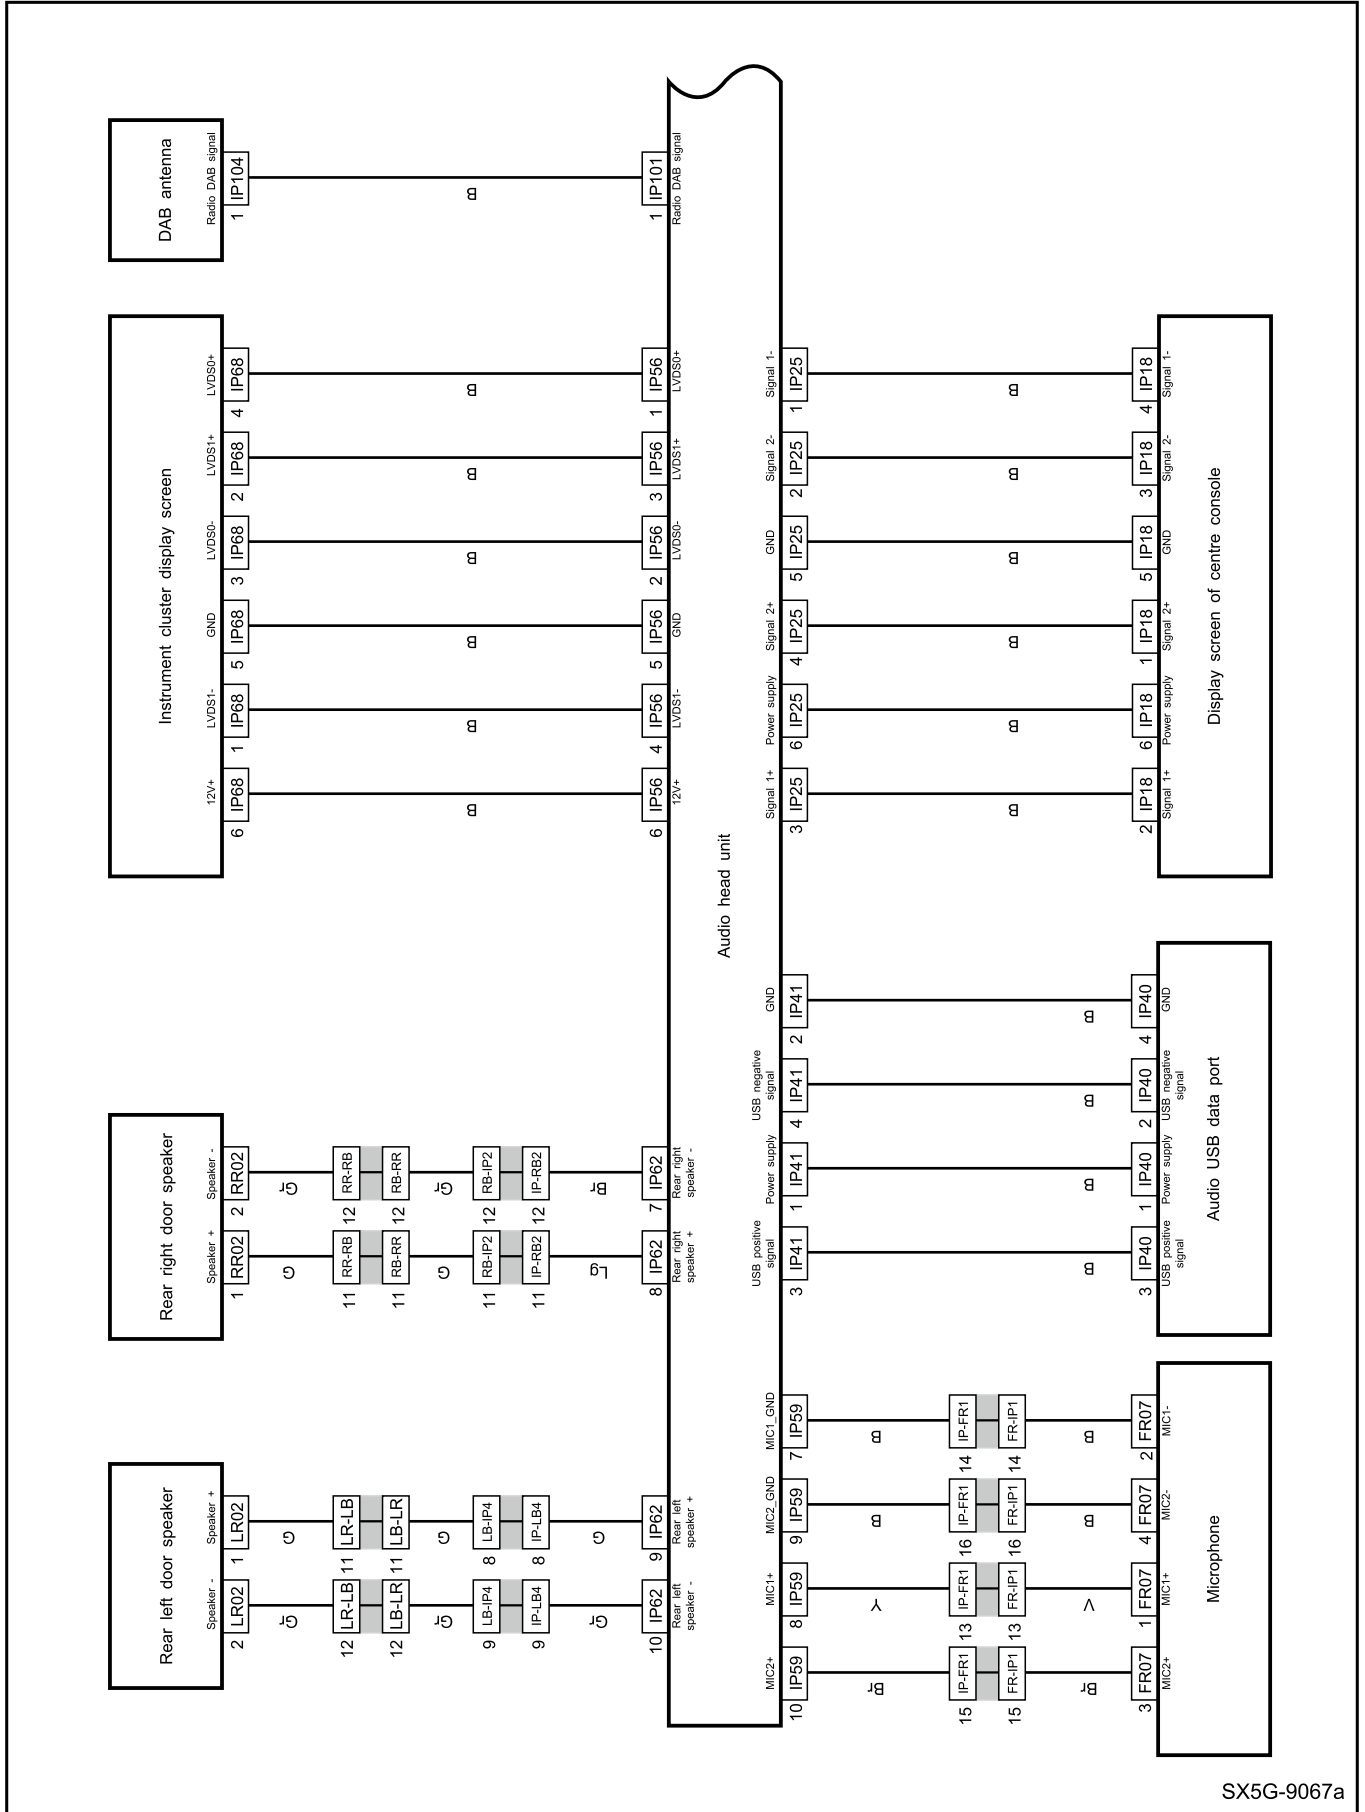 Rear left door speaker
Speaker -
Speaker +
2 LR02
1 LR02
Gr
G
12 LR-LB
11 LR-LB
12 LB-LR
11 LB-LR
Gr
G
9 LB-IP4
8 LB-IP4
9 IP-LB4
8 IP-LB4
Gr
G
10 IP62
9 IP62
Rear left
speaker -
Rear left
speaker +
Rear right door speaker
Speaker +
Speaker -
1 RR02
2 RR02
G
Gr
11 RR-RB
12 RR-RB
11 RB-RR
12 RB-RR
G
Gr
11 RB-IP2
12 RB-IP2
11 IP-RB2
12 IP-RB2
Lg
Br
8 IP62
7 IP62
Rear right
speaker +
Rear right
speaker -
Instrument cluster display screen
12V+
LVDS1-
GND
LVDS0-
LVDS1+
LVDS0+
6 IP68
1 IP68
5 IP68
3 IP68
2 IP68
4 IP68
B
B
B
B
B
B
6 IP56
4 IP56
5 IP56
2 IP56
3 IP56
1 IP56
12V+
LVDS1-
GND
LVDS0-
LVDS1+
LVDS0+
DAB antenna
Radio DAB signal
1 IP104
B
1 IP101
Radio DAB signal
Audio head unit
MIC2+
MIC1+
MIC2_GND
MIC1_GND
10 IP59
8 IP59
9 IP59
7 IP59
Br
Y
B
B
15 IP-FR1
13 IP-FR1
16 IP-FR1
14 IP-FR1
15 FR-IP1
13 FR-IP1
16 FR-IP1
14 FR-IP1
Br
V
B
B
3 FR07
1 FR07
4 FR07
2 FR07
MIC2+
MIC1+
MIC2-
MIC1-
Microphone
USB positive
signal
Power supply
USB negative
signal
GND
3 IP41
1 IP41
4 IP41
2 IP41
B
B
B
B
3 IP40
1 IP40
2 IP40
4 IP40
USB positive
signal
Power supply
USB negative
signal
GND
Audio USB data port
Signal 1+
Power supply
Signal 2+
GND
Signal 2-
Signal 1-
3 IP25
6 IP25
4 IP25
5 IP25
2 IP25
1 IP25
B
B
B
B
B
B
2 IP18
6 IP18
1 IP18
5 IP18
3 IP18
4 IP18
Signal 1+
Power supply
Signal 2+
GND
Signal 2-
Signal 1-
Display screen of centre console
SX5G-9067a